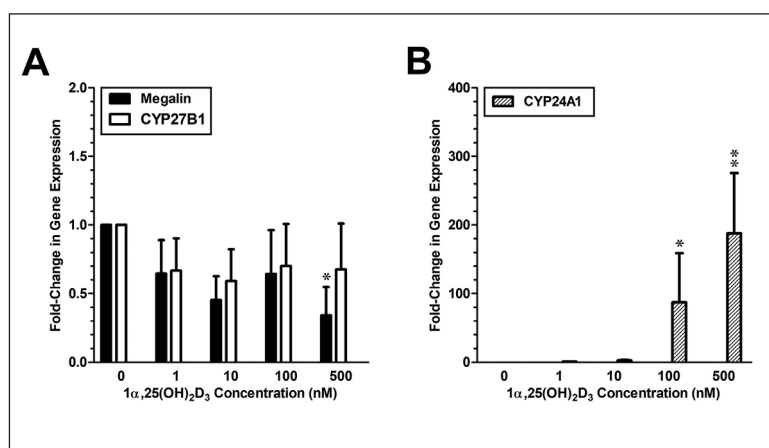 A
Fold-Change in Gene Expression
2.0
1.5
1.0
0.5
0.0
Megalin
CYP27B1
*
0 1 10 100 500
1α,25(OH)₂D₃ Concentration (nM)
B
Fold-Change in Gene Expression
400
300
200
100
0
CYP24A1
*
**
0 1 10 100 500
1α,25(OH)₂D₃ Concentration (nM)